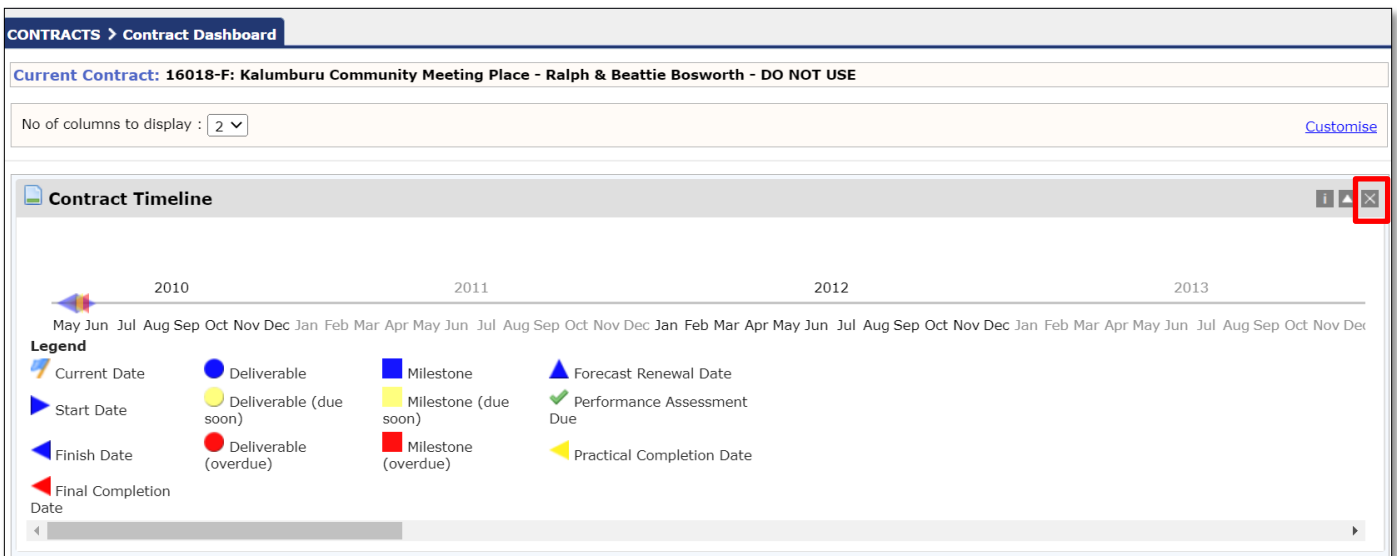 CONTRACTS > Contract Dashboard
Current Contract: 16018-F: Kalumburu Community Meeting Place - Ralph & Beattie Bosworth - DO NOT USE
No of columns to display : 2
Customise
Contract Timeline
i
2010 2011 2012 2013
May Jun Jul Aug Sep Oct Nov Dec Jan Feb Mar Apr May Jun Jul Aug Sep Oct Nov Dec Jan Feb Mar Apr May Jun Jul Aug Sep Oct Nov Dec Jan Feb Mar Apr May Jun Jul Aug Sep Oct Nov Dec
Legend
Current Date
Deliverable
Milestone
Forecast Renewal Date
Start Date
Deliverable (due
soon)
Milestone (due
soon)
Performance Assessment
Due
Finish Date
Deliverable
(overdue)
Milestone
(overdue)
Practical Completion Date
Final Completion
Date